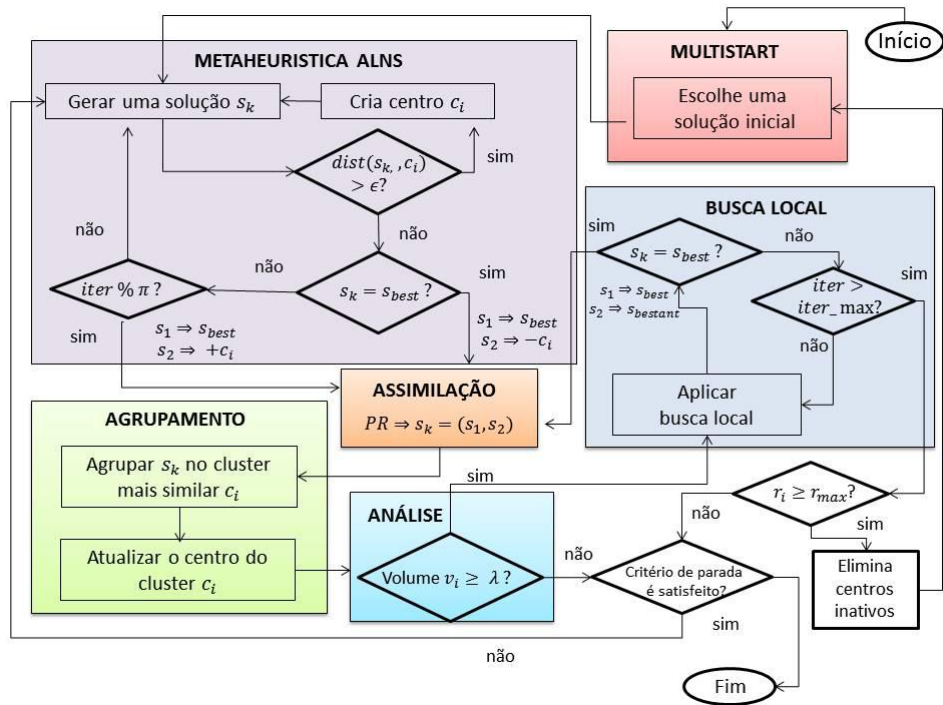 Início
MULTISTART
Escolhe uma
solução inicial
METAHEURISTICA ALNS
Gerar uma solução s_k
Cria centro c_i
dist(s_k,, c_i)
> ϵ?
sim
não
s_k = s_best ?
não
sim
s_1 ⇒ s_best
s_2 ⇒ −c_i
iter % π ?
não
sim
s_1 ⇒ s_best
s_2 ⇒ +c_i
BUSCA LOCAL
sim
s_k = s_best ?
não
s_1 ⇒ s_best
s_2 ⇒ s_bestant
iter >
iter_max?
sim
não
Aplicar
busca local
ASSIMILAÇÃO
PR ⇒ s_k = (s_1, s_2)
AGRUPAMENTO
Agrupar s_k no cluster
mais similar c_i
Atualizar o centro do
cluster c_i
ANÁLISE
Volume v_i ≥ λ ?
sim
não
r_i ≥ r_max?
não
sim
Elimina
centros
inativos
Critério de parada
é satisfeito?
não
sim
Fim